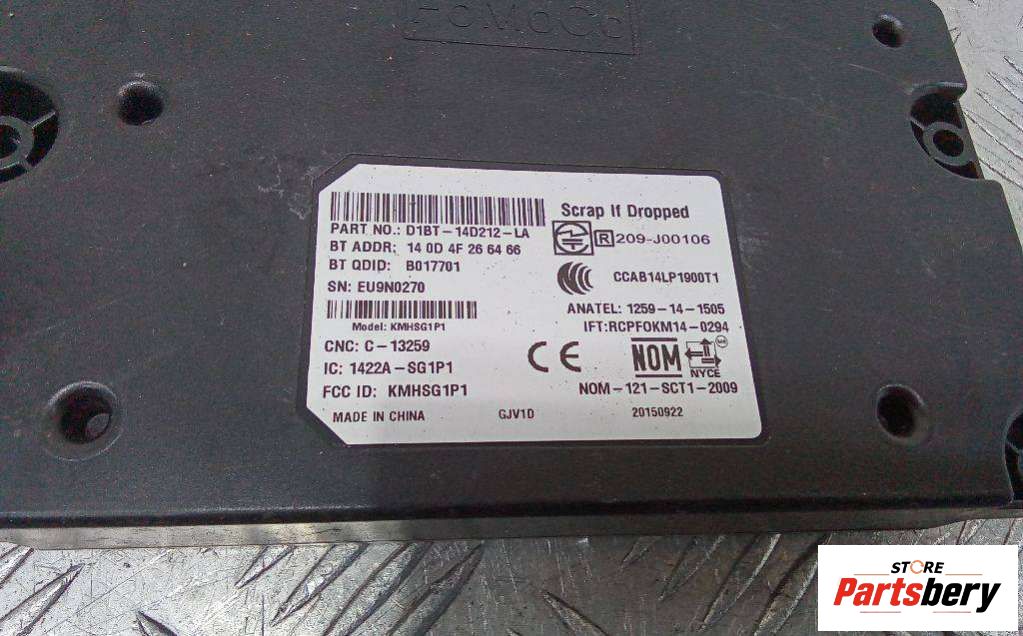 FoMoCo
Scrap If Dropped
PART NO.: D1BT-14D212-LA
R 209-J00106
BT ADDR: 14 0D 4F 26 64 66
BT QDID: B017701
CCAB14LP1900T1
SN: EU9N0270
ANATEL: 1259-14-1505
Model: KMHSG1P1
IFT:RCPFOKM14-0294
CNC: C-13259
CE
NOM
NYCE
IC: 1422A-SG1P1
FCC ID: KMHSG1P1
NOM-121-SCT1-2009
MADE IN CHINA
GJV1D
20150922
STORE
Partsbery